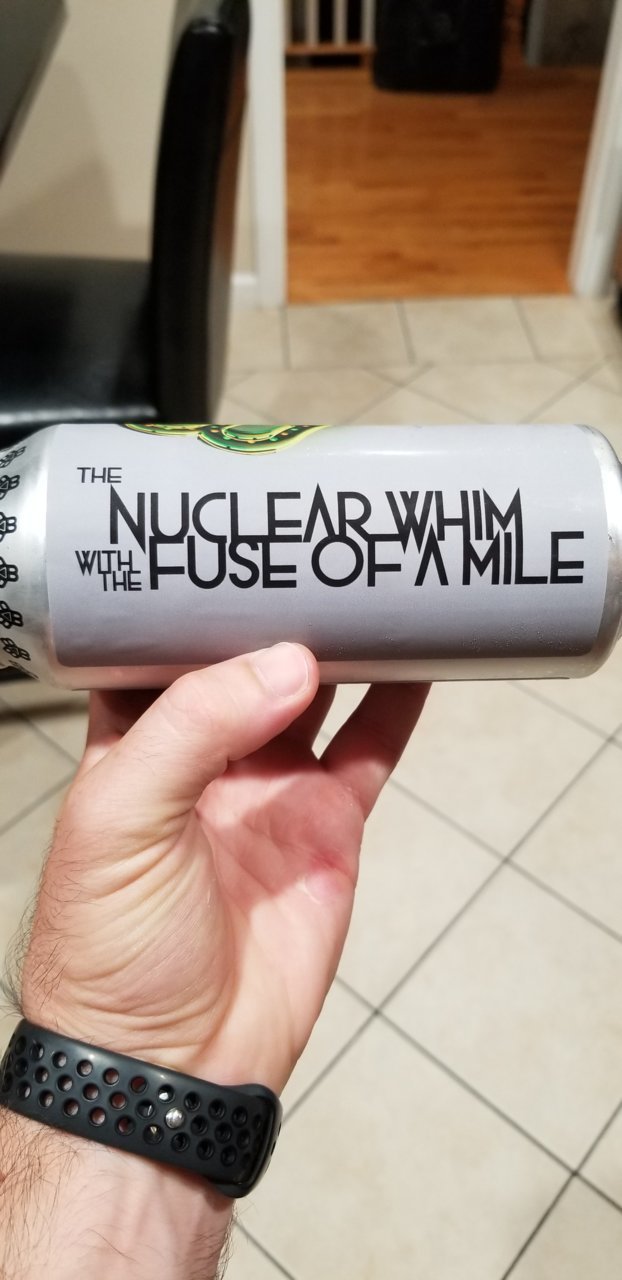 THE
NUCLEAR WHIM
WITH THE FUSE OF A MILE